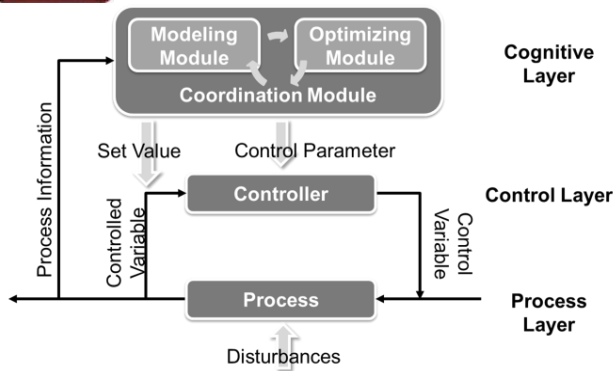 Modeling
Module
Optimizing
Module
Coordination Module
Cognitive
Layer
Process Information
Set Value
Control Parameter
Controlled
Variable
Controller
Control
Variable
Control Layer
Process
Process
Layer
Disturbances